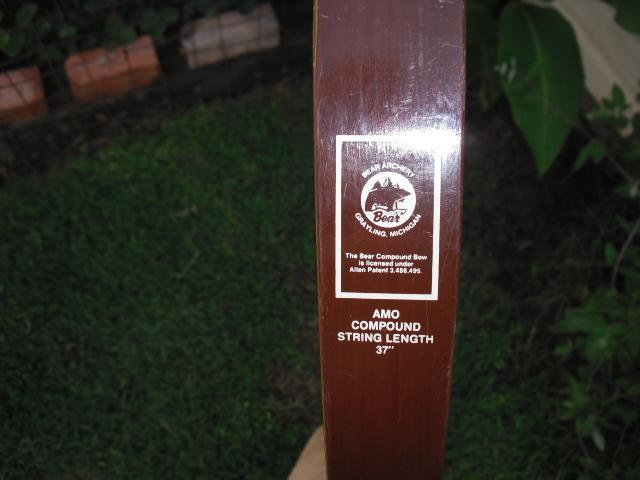 BEAR ARCHERY
Bear
GRAYLING, MICHIGAN
The Bear Compound Bow
is licensed under
Allen Patent 3,486,495.
AMO
COMPOUND
STRING LENGTH
37"